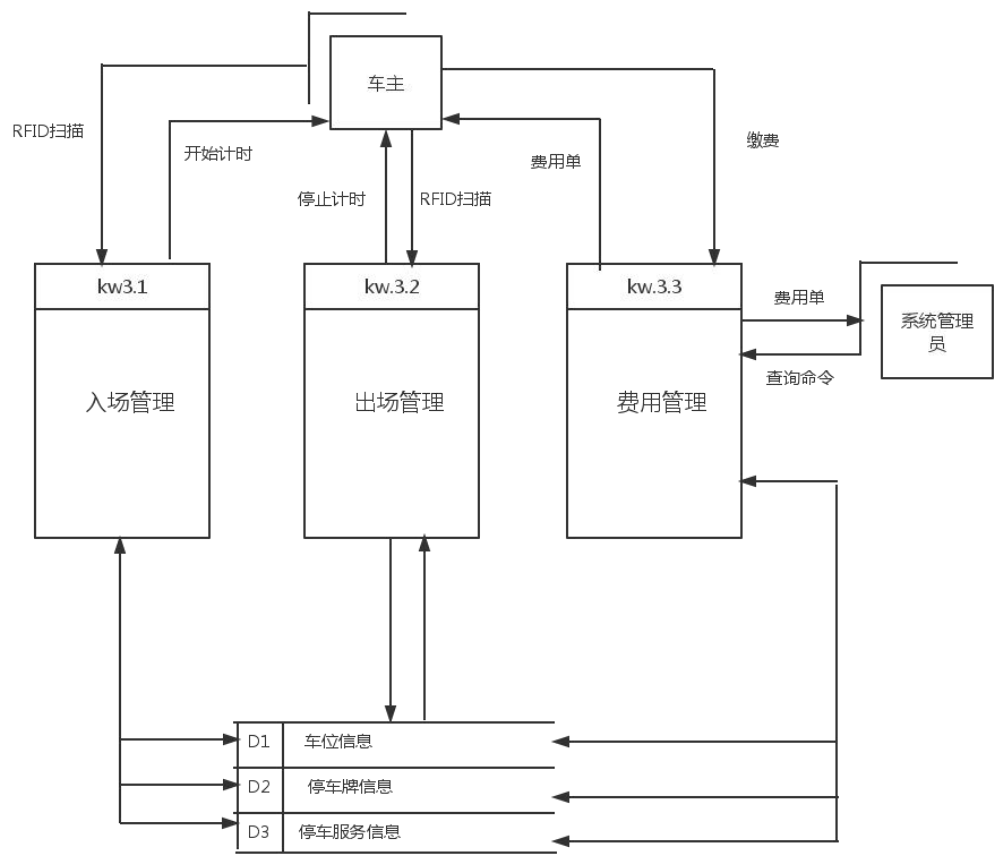 车主
RFID扫描
开始计时
停止计时
RFID扫描
费用单
缴费
kw3.1
kw.3.2
kw.3.3
费用单
系统管理
员
查询命令
入场管理
出场管理
费用管理
D1 车位信息
D2 停车牌信息
D3 停车服务信息